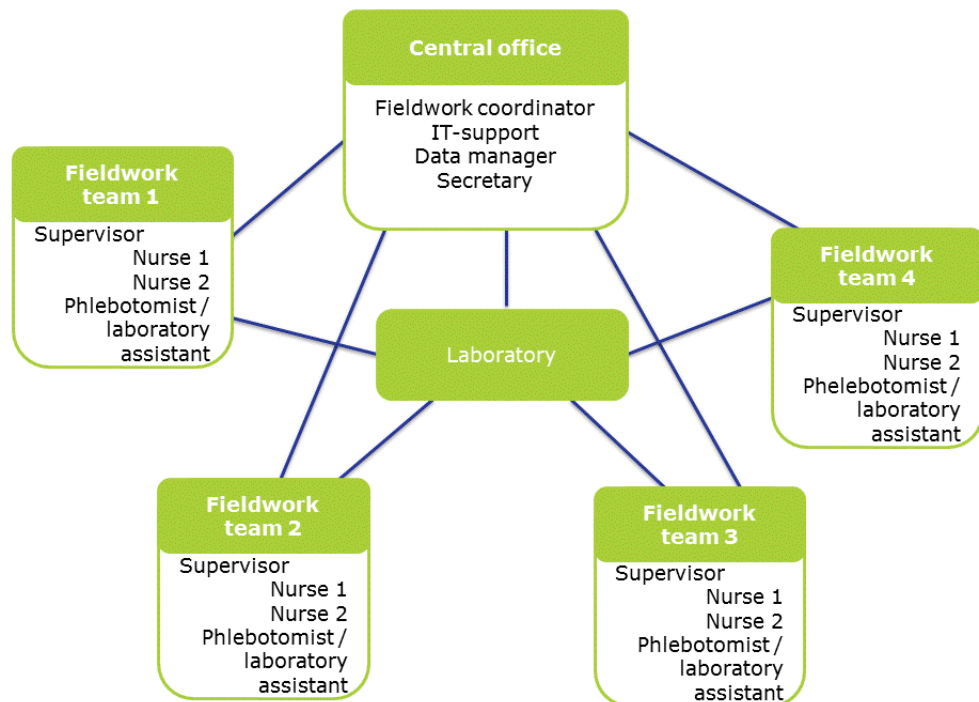 Central office
Fieldwork coordinator
IT-support
Data manager
Secretary
Fieldwork
team 1
Supervisor
Nurse 1
Nurse 2
Phlebotomist /
laboratory
assistant
Laboratory
Fieldwork
team 4
Supervisor
Nurse 1
Nurse 2
Phelebotomist /
laboratory
assistant
Fieldwork
team 2
Supervisor
Nurse 1
Nurse 2
Phlebotomist /
laboratory
assistant
Fieldwork
team 3
Supervisor
Nurse 1
Nurse 2
Phlebotomist /
laboratory
assistant